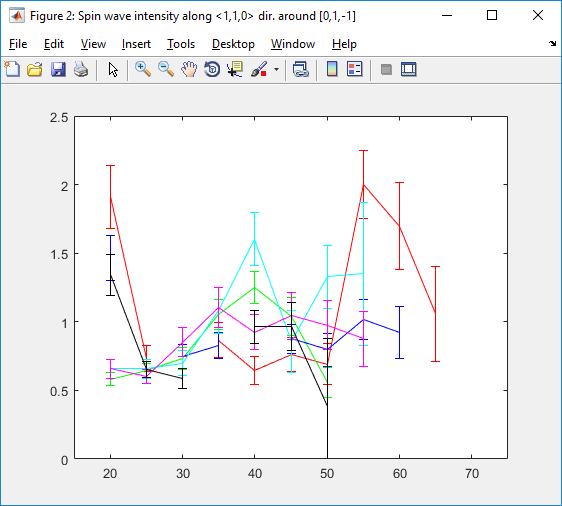 Figure 2: Spin wave intensity along <1,1,0> dir. around [0,1,-1]
File Edit View Insert Tools Desktop Window Help
2.5
2
1.5
1
0.5
0
20 30 40 50 60 70